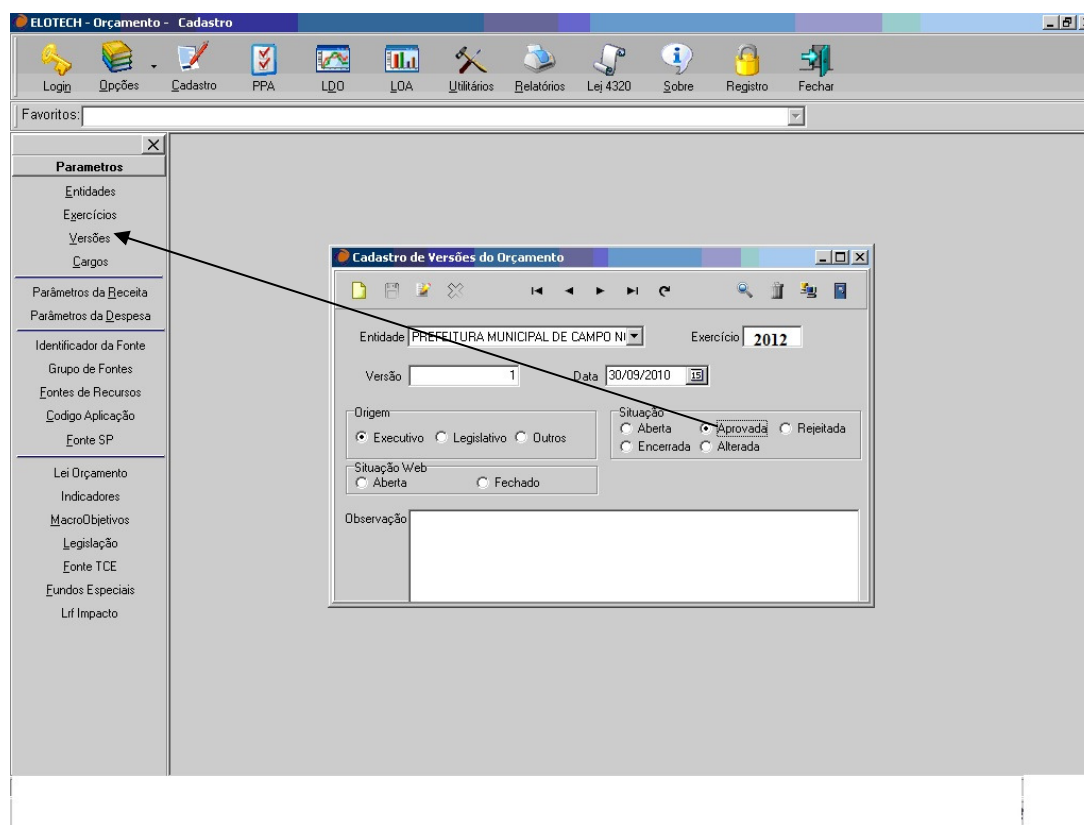 ELOTECH - Orçamento - Cadastro
Login Opções Cadastro PPA LDO LOA Utilitários Relatórios Lei 4320 Sobre Registro Fechar
Favoritos:
Parametros
Entidades
Exercícios
Versões
Cargos
Parâmetros da Receita
Parâmetros da Despesa
Identificador da Fonte
Grupo de Fontes
Fontes de Recursos
Codigo Aplicação
Fonte SP
Lei Orçamento
Indicadores
MacroObjetivos
Legislação
Fonte TCE
Fundos Especiais
Lrf Impacto
Cadastro de Versões do Orçamento
Entidade PREFEITURA MUNICIPAL DE CAMPO Exercício 2012
Versão 1 Data 30/09/2010 15
Origem
Executivo Legislativo Outros
Situação
Aberta Aprovada Rejeitada
Encerrada Alterada
Situação Web
Aberta Fechado
Observação